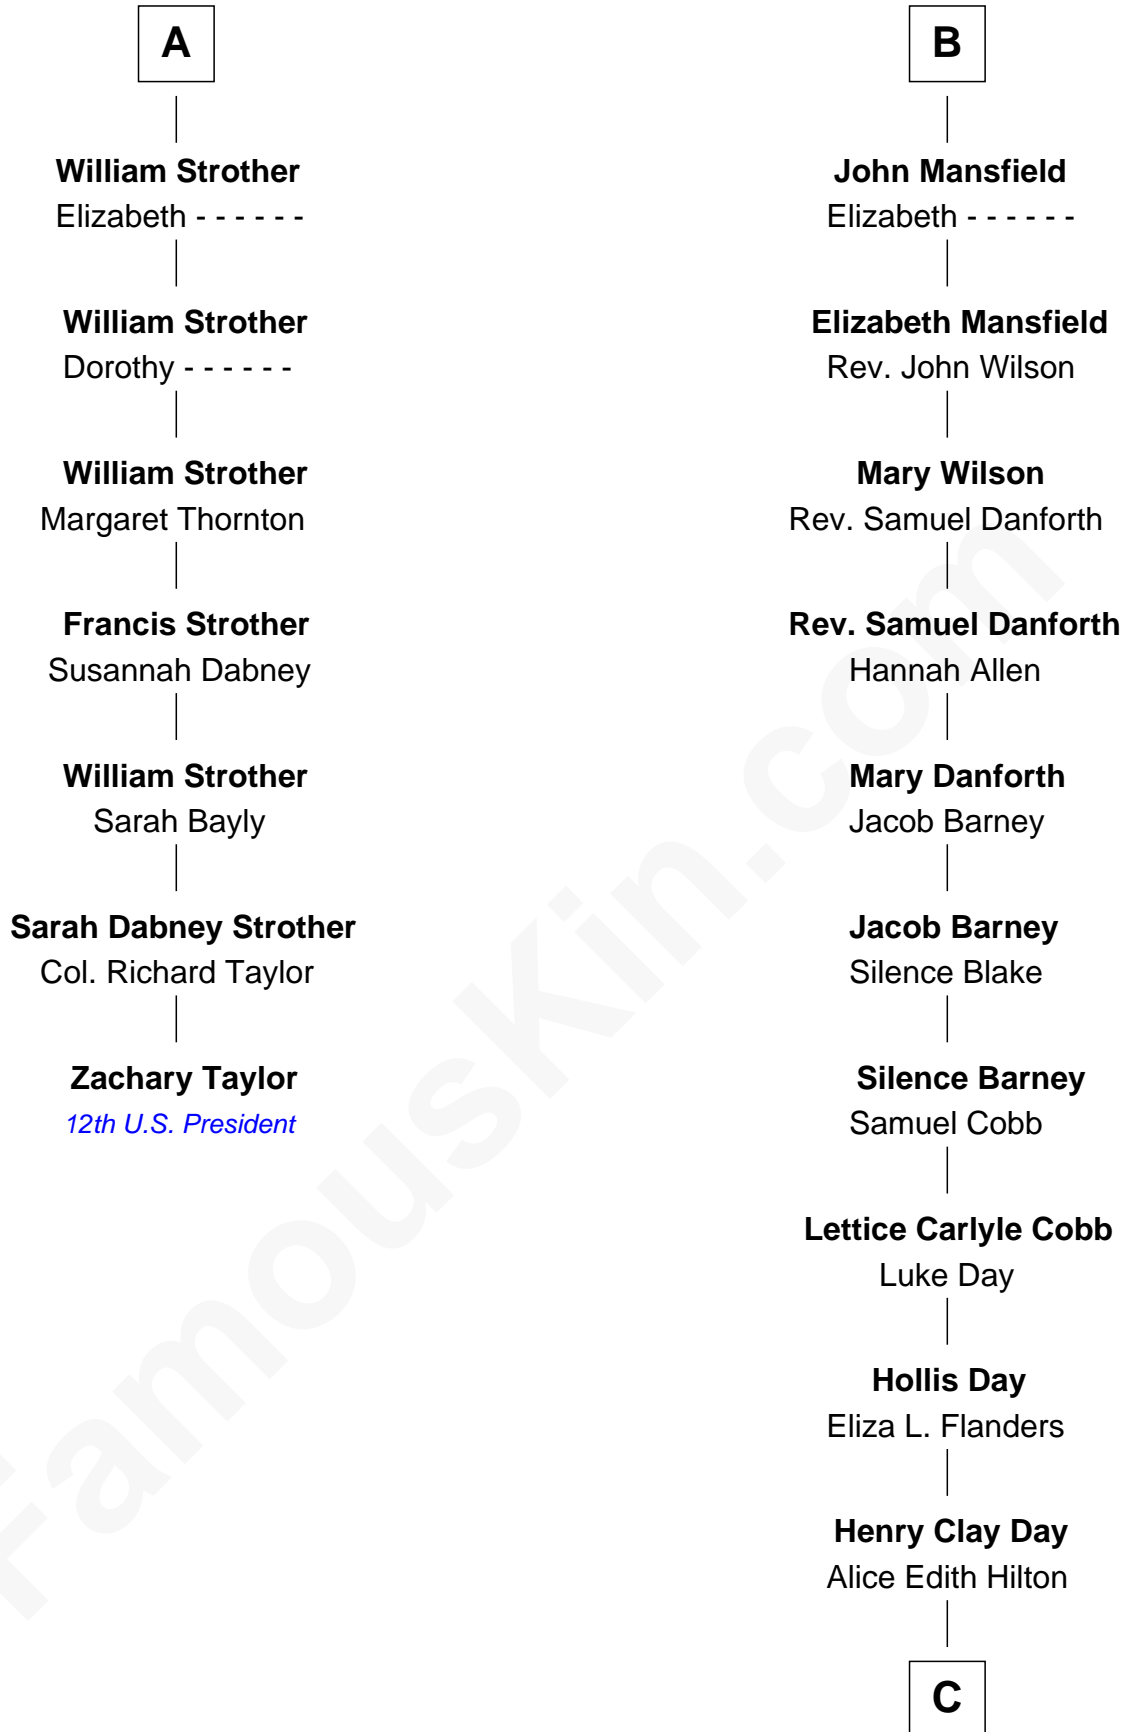 A
William Strother
Elizabeth - - - - - -
William Strother
Dorothy - - - - - -
William Strother
Margaret Thornton
Francis Strother
Susannah Dabney
William Strother
Sarah Bayly
Sarah Dabney Strother
Col. Richard Taylor
Zachary Taylor
12th U.S. President
B
John Mansfield
Elizabeth - - - - - -
Elizabeth Mansfield
Rev. John Wilson
Mary Wilson
Rev. Samuel Danforth
Rev. Samuel Danforth
Hannah Allen
Mary Danforth
Jacob Barney
Jacob Barney
Silence Blake
Silence Barney
Samuel Cobb
Lettice Carlyle Cobb
Luke Day
Hollis Day
Eliza L. Flanders
Henry Clay Day
Alice Edith Hilton
C
FamousKin.com